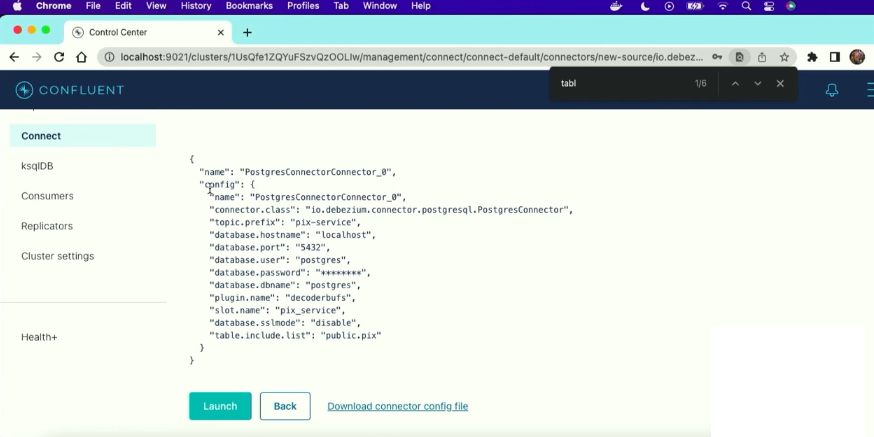 Chrome File Edit View History Bookmarks Profiles Tab Window Help
Control Center
localhost:9021/clusters/1UsQfe1ZQYuFSzvQzOOLIw/management/connect/connect-default/connectors/new-source/io.debez...
tabl 1/6
CONFLUENT
Connect
ksqlDB
Consumers
Replicators
Cluster settings
Health+
{
"name": "PostgresConnectorConnector_0",
"config": {
"name": "PostgresConnectorConnector_0",
"connector.class": "io.debezium.connector.postgresql.PostgresConnector",
"topic.prefix": "pix-service",
"database.hostname": "localhost",
"database.port": "5432",
"database.user": "postgres",
"database.password": "********",
"database.dbname": "postgres",
"plugin.name": "decoderbufs",
"slot.name": "pix_service",
"database.sslmode": "disable",
"table.include.list": "public.pix"
}
}
Launch Back Download connector config file